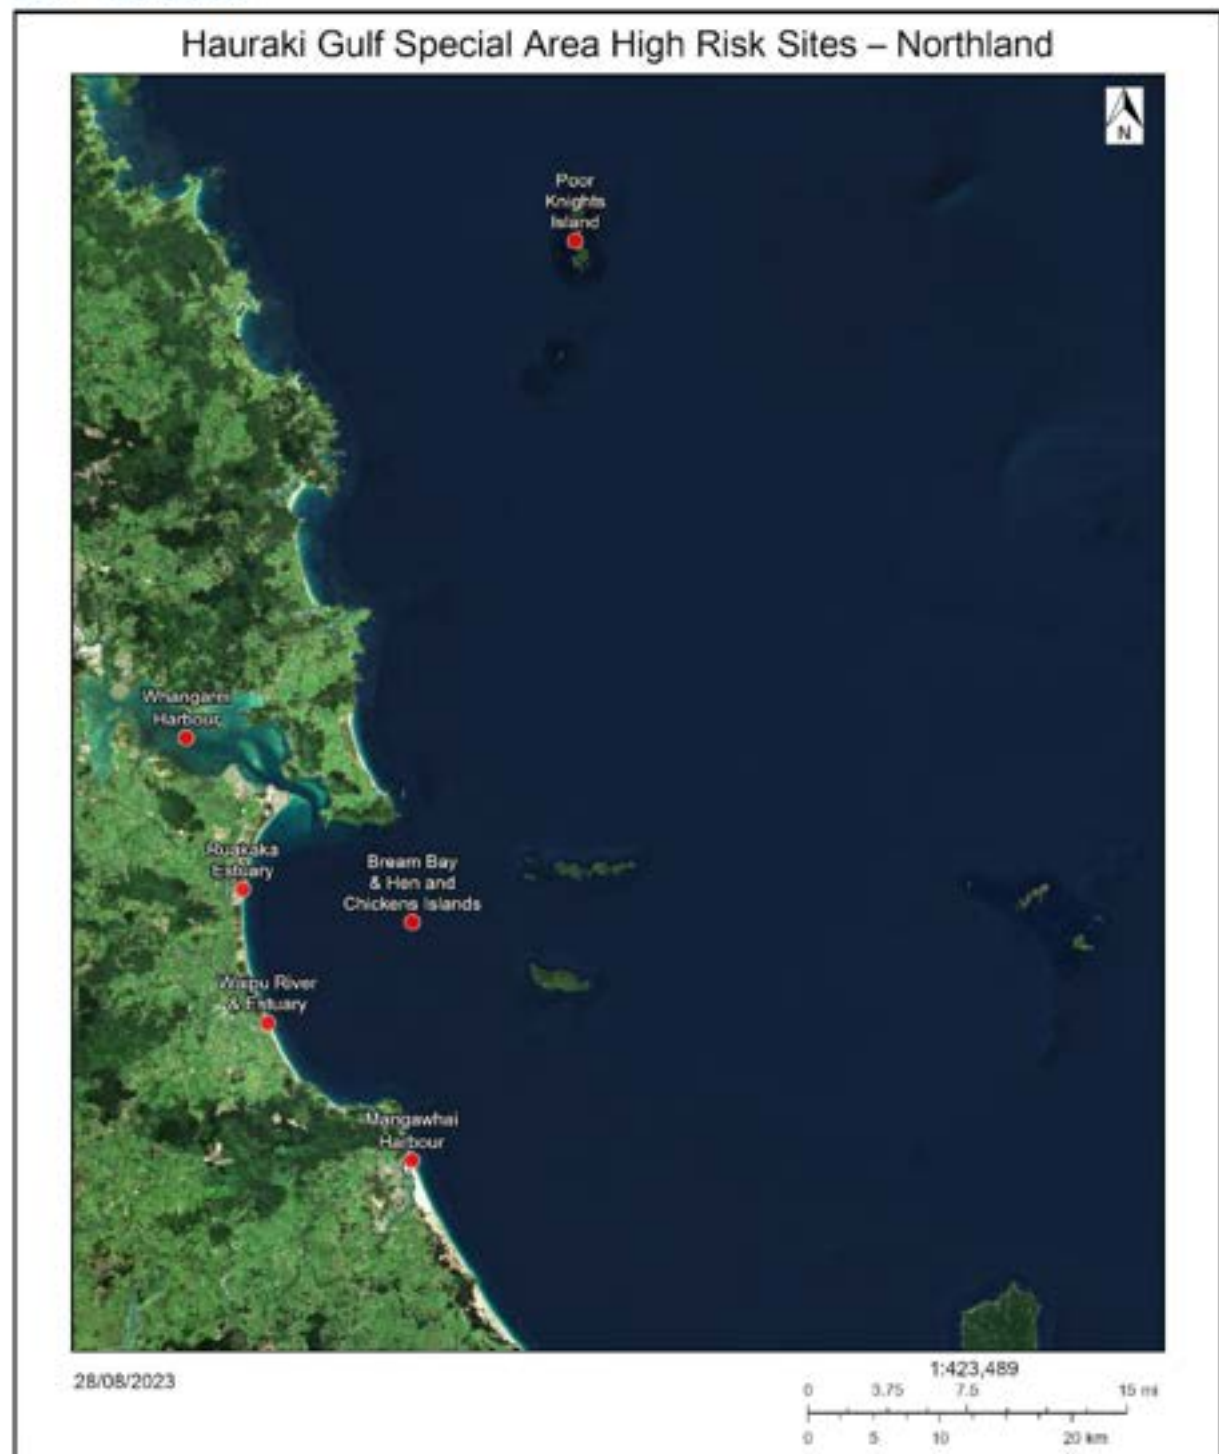 Hauraki Gulf Special Area High Risk Sites – Northland
N
Poor
Knights
Island
Whangarei
Harbour
Ruakaka
Estuary
Bream Bay
& Hen and
Chickens Islands
Waipu River
& Estuary
Mangawhai
Harbour
28/08/2023
1:423,489
0 3.75 7.5 15 mi
0 5 10 20 km